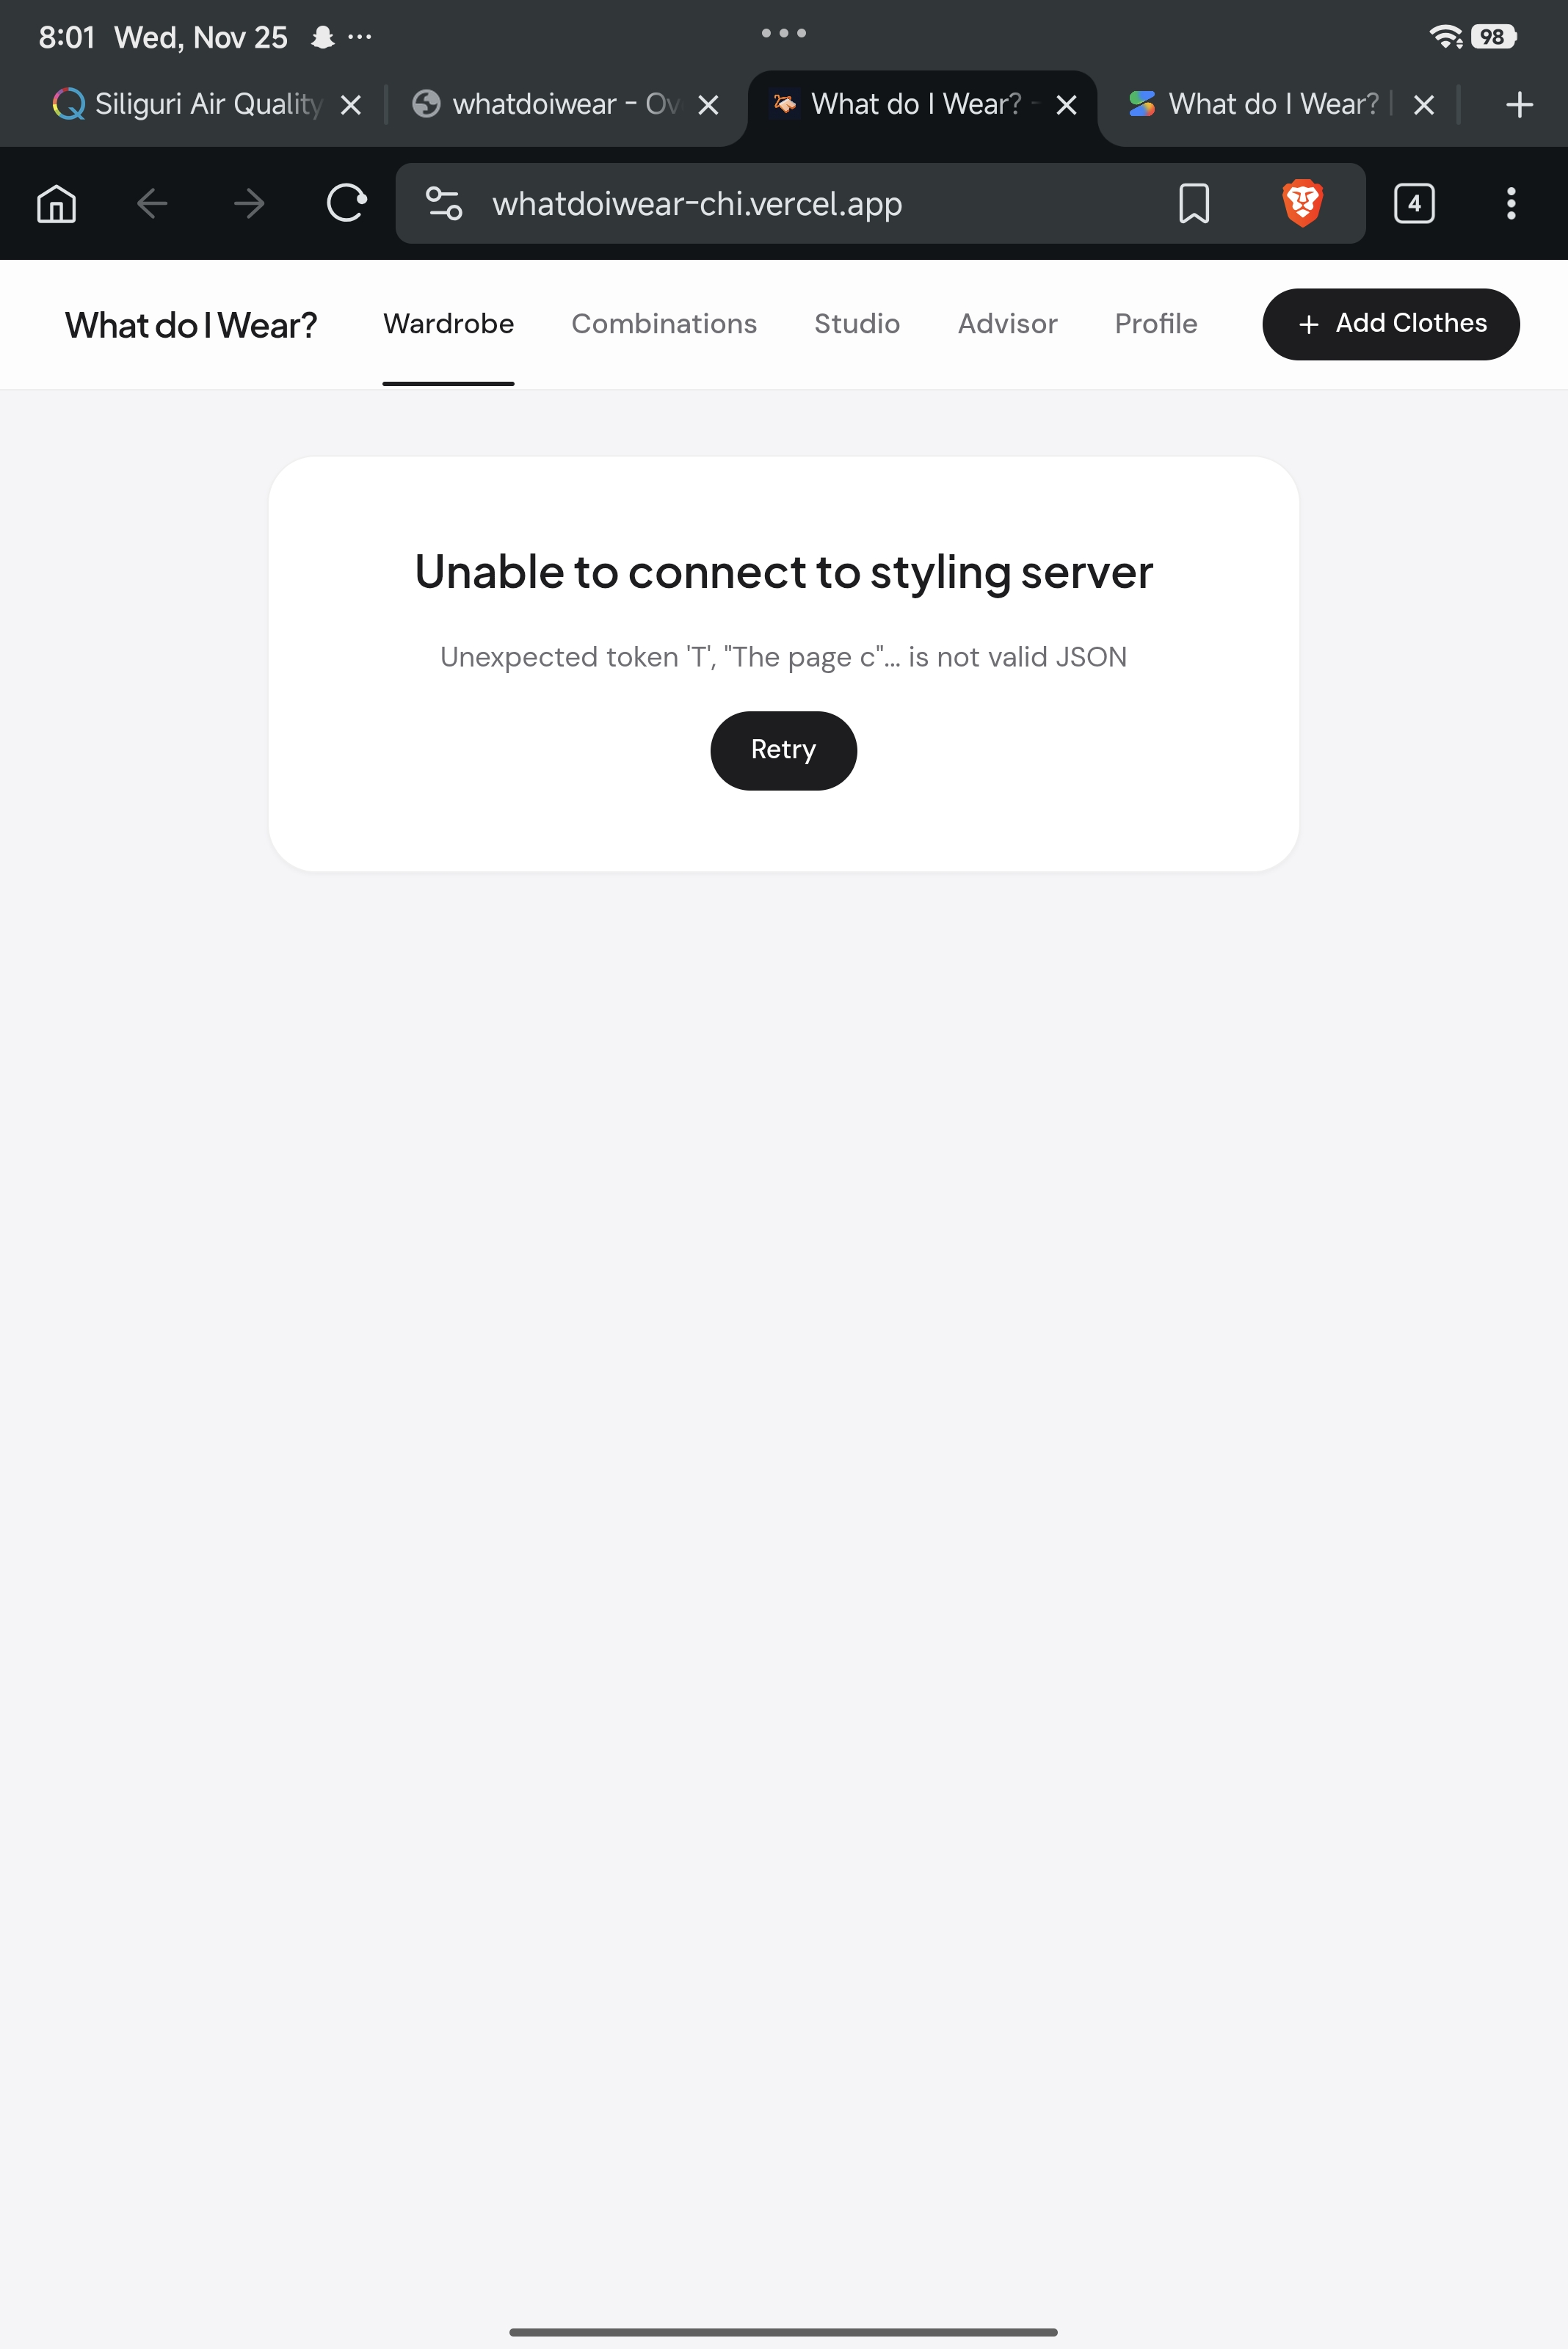 8:01 Wed, Nov 25 98
Siliguri Air Quality whatdoiwear - Ov What do I Wear? - What do I Wear? |
whatdoiwear-chi.vercel.app 4
What do I Wear? Wardrobe Combinations Studio Advisor Profile + Add Clothes
Unable to connect to styling server
Unexpected token 'T', "The page c"... is not valid JSON
Retry